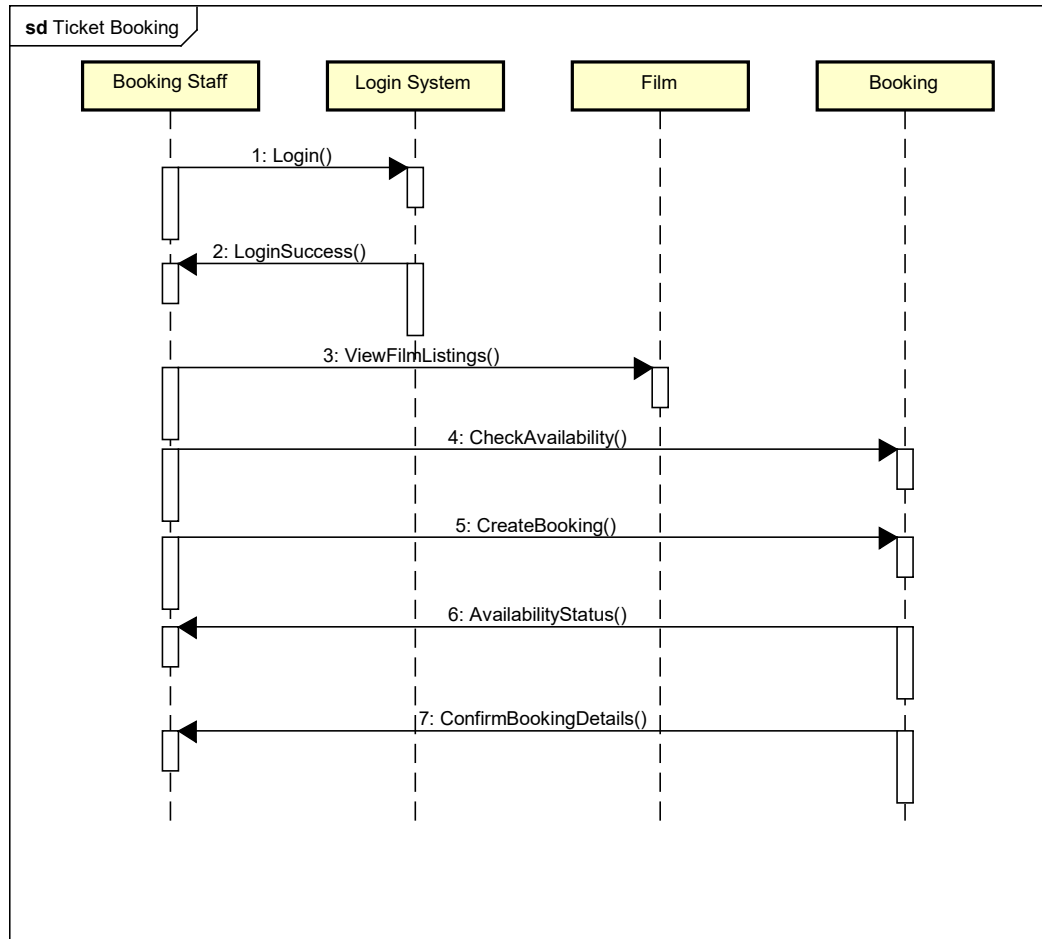 sd Ticket Booking
Booking Staff
Login System
Film
Booking
1: Login()
2: LoginSuccess()
3: ViewFilmListings()
4: CheckAvailability()
5: CreateBooking()
6: AvailabilityStatus()
7: ConfirmBookingDetails()